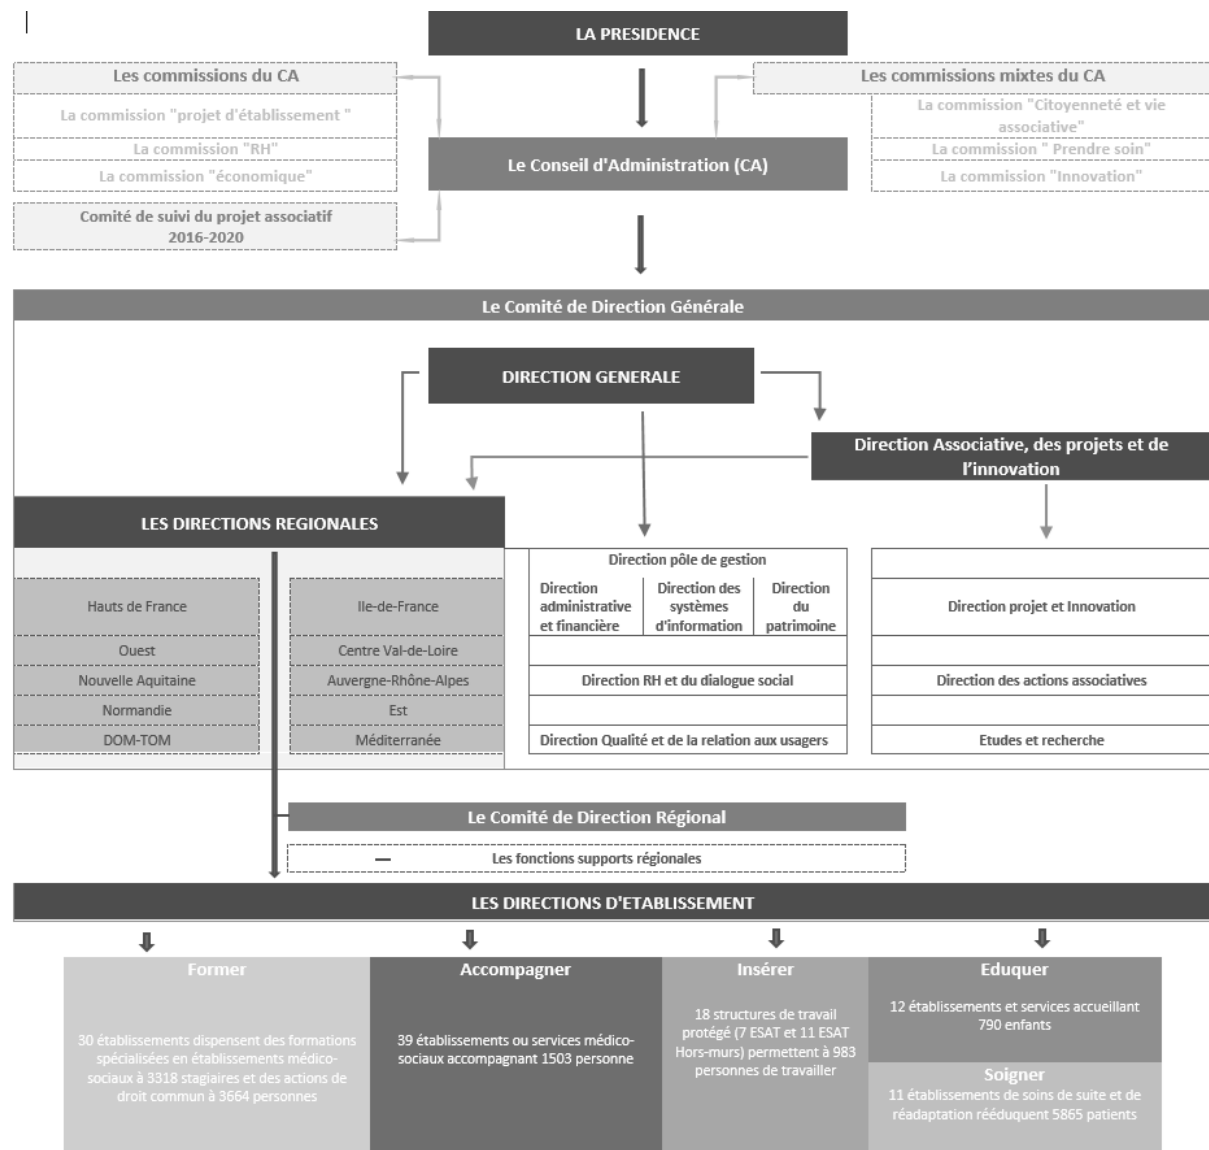 LA PRESIDENCE
Les commissions du CA
La commission "projet d'établissement "
La commission "RH"
La commission "économique"
Comité de suivi du projet associatif
2016-2020
Les commissions mixtes du CA
La commission "Citoyenneté et vie
associative"
La commission " Prendre soin"
La commission "Innovation"
Le Conseil d'Administration (CA)
Le Comité de Direction Générale
DIRECTION GENERALE
Direction Associative, des projets et de
l'innovation
LES DIRECTIONS REGIONALES
Hauts de France
Ile-de-France
Ouest
Centre Val-de-Loire
Nouvelle Aquitaine
Auvergne-Rhône-Alpes
Normandie
Est
DOM-TOM
Méditerranée
Direction pôle de gestion
Direction
administrative
et financière
Direction des
systèmes
d'information
Direction
du
patrimoine
Direction RH et du dialogue social
Direction Qualité et de la relation aux usagers
Direction projet et Innovation
Direction des actions associatives
Etudes et recherche
Le Comité de Direction Régional
— Les fonctions supports régionales
LES DIRECTIONS D'ETABLISSEMENT
Former
30 établissements dispensent des formations
spécialisées en établissements médico-
sociaux à 3318 stagiaires et des actions de
droit commun à 3664 personnes
Accompagner
39 établissements ou services médico-
sociaux accompagnant 1503 personne
Insérer
18 structures de travail
protégé (7 ESAT et 11 ESAT
Hors-murs) permettent à 983
personnes de travailler
Eduquer
12 établissements et services accueillant
790 enfants
Soigner
11 établissements de soins de suite et de
réadaptation rééduquent 5865 patients